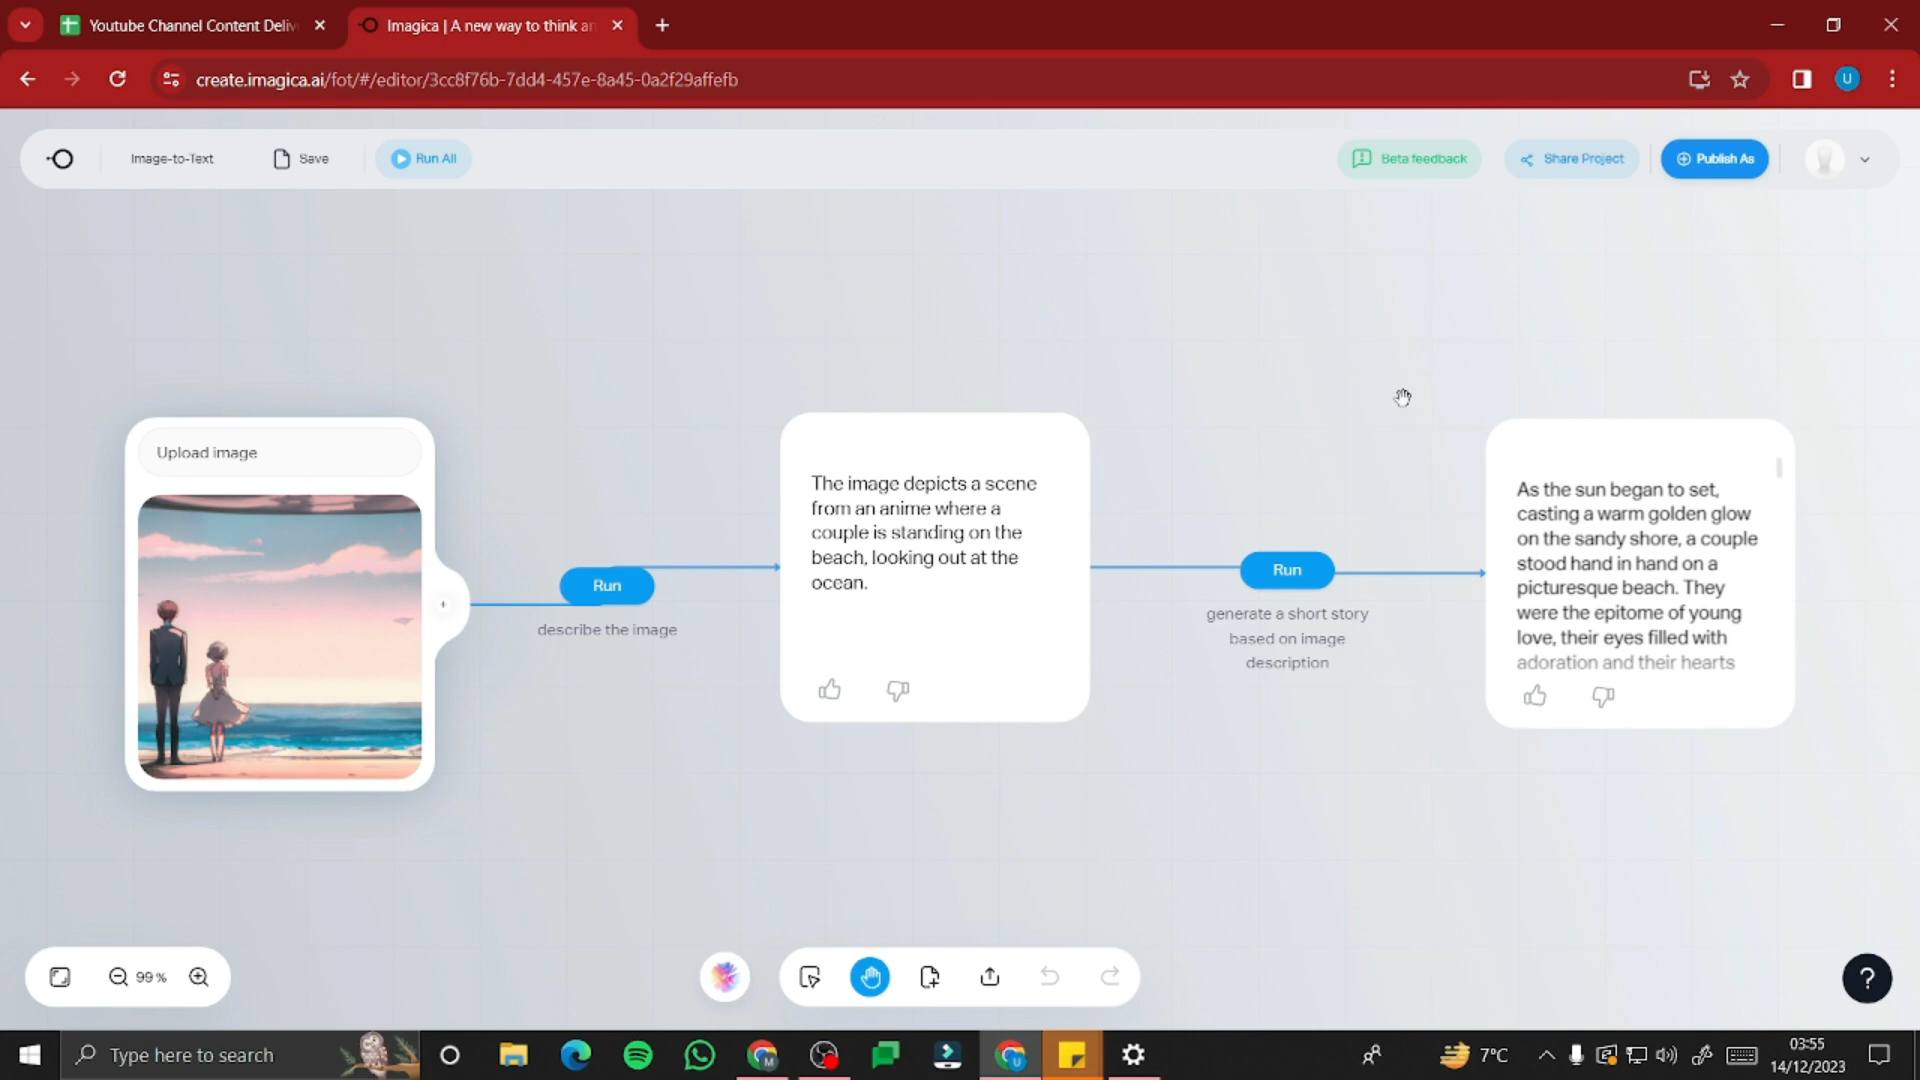 Youtube Channel Content Deliv
Imagica | A new way to think an
create.imagica.ai/fot/#/editor/3cc8f76b-7dd4-457e-8a45-0a2f29affefb
U
Image-to-Text
Save
Run All
Beta feedback
Share Project
Publish As
Upload image
Run
describe the image
The image depicts a scene
from an anime where a
couple is standing on the
beach, looking out at the
ocean.
Run
generate a short story
based on image
description
As the sun began to set,
casting a warm golden glow
on the sandy shore, a couple
stood hand in hand on a
picturesque beach. They
were the epitome of young
love, their eyes filled with
adoration and their hearts
99 %
?
Type here to search
7°C
03:55
14/12/2023